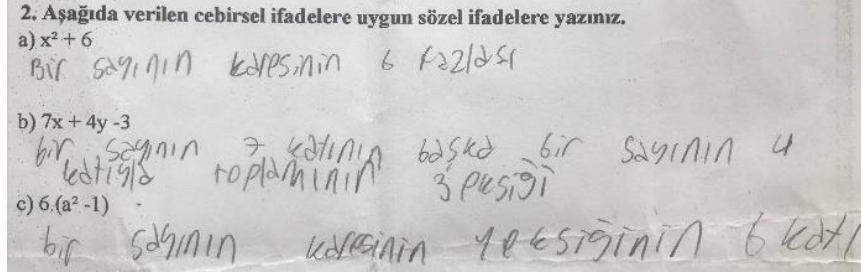 2. Aşağıda verilen cebirsel ifadelere uygun sözel ifadelere yazınız.
a) x² + 6
Bir sayının karesinin 6 fazlası
b) 7x + 4y -3
bir sayının 7 katının başka bir sayının 4
katıyla toplamının 3 eksiği
c) 6.(a² -1)
bir sayının karesinin 1 eksiğinin 6 katı